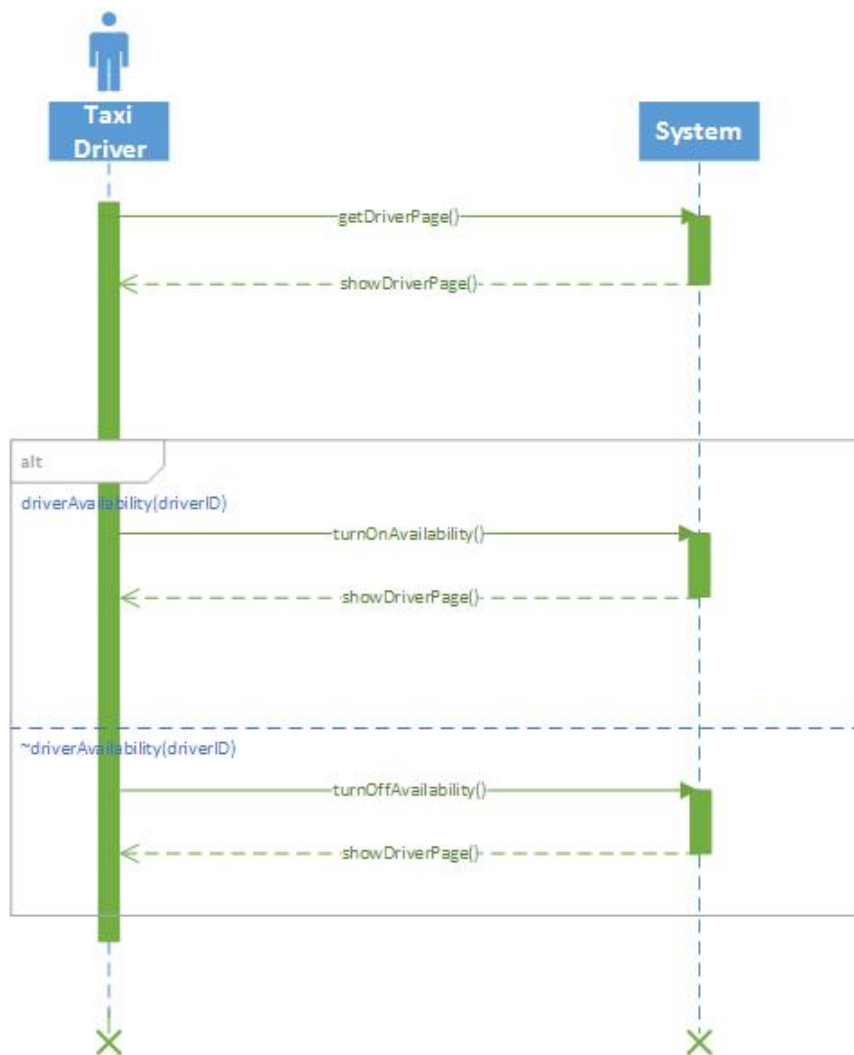 Taxi
Driver
System
getDriverPage()
showDriverPage()
alt
driverAvailability(driverID)
turnOnAvailability()
showDriverPage()
~driverAvailability(driverID)
turnOffAvailability()
showDriverPage()